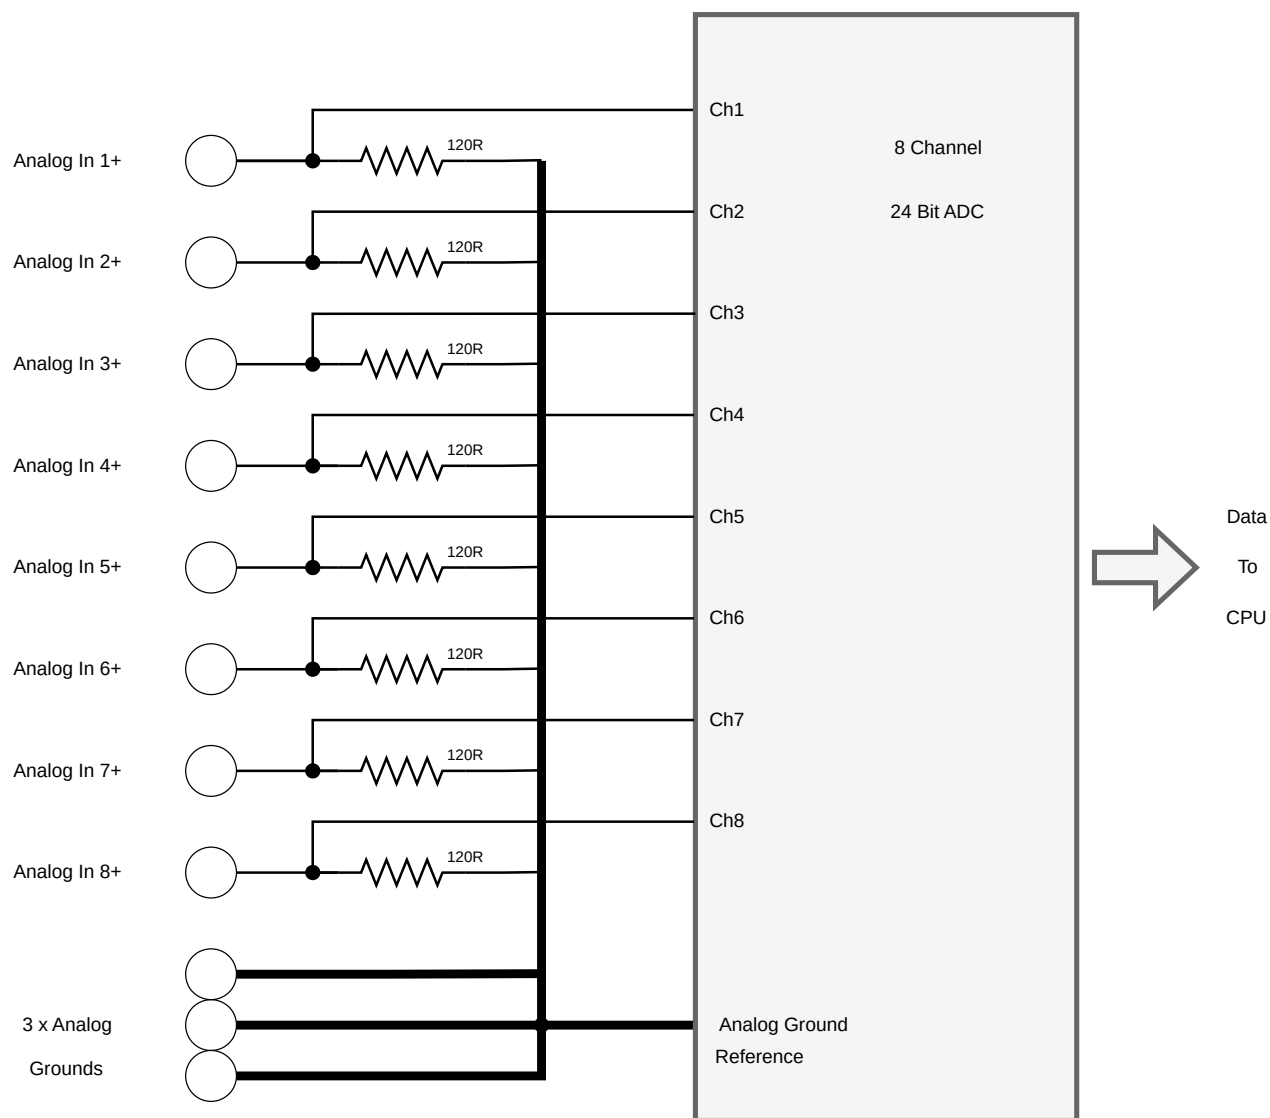 Ch1
120R
Analog In 1+
8 Channel
Ch2
24 Bit ADC
120R
Analog In 2+
Ch3
120R
Analog In 3+
Ch4
120R
Analog In 4+
Ch5
Data
120R
Analog In 5+
To
Ch6
CPU
120R
Analog In 6+
Ch7
120R
Analog In 7+
Ch8
120R
Analog In 8+
3 x Analog
Grounds
Analog Ground
Reference